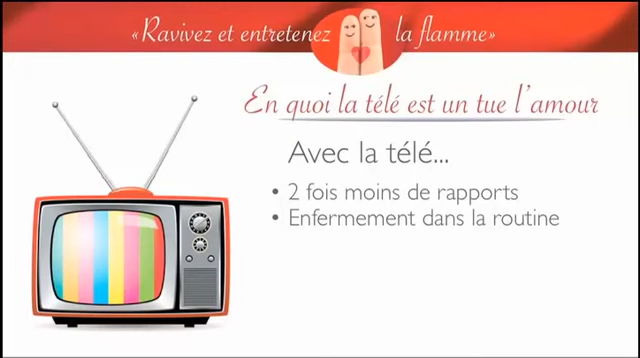 «Ravivez et entretenez la flamme»
En quoi la télé est un tue l'amour
Avec la télé...
• 2 fois moins de rapports
• Enfermement dans la routine